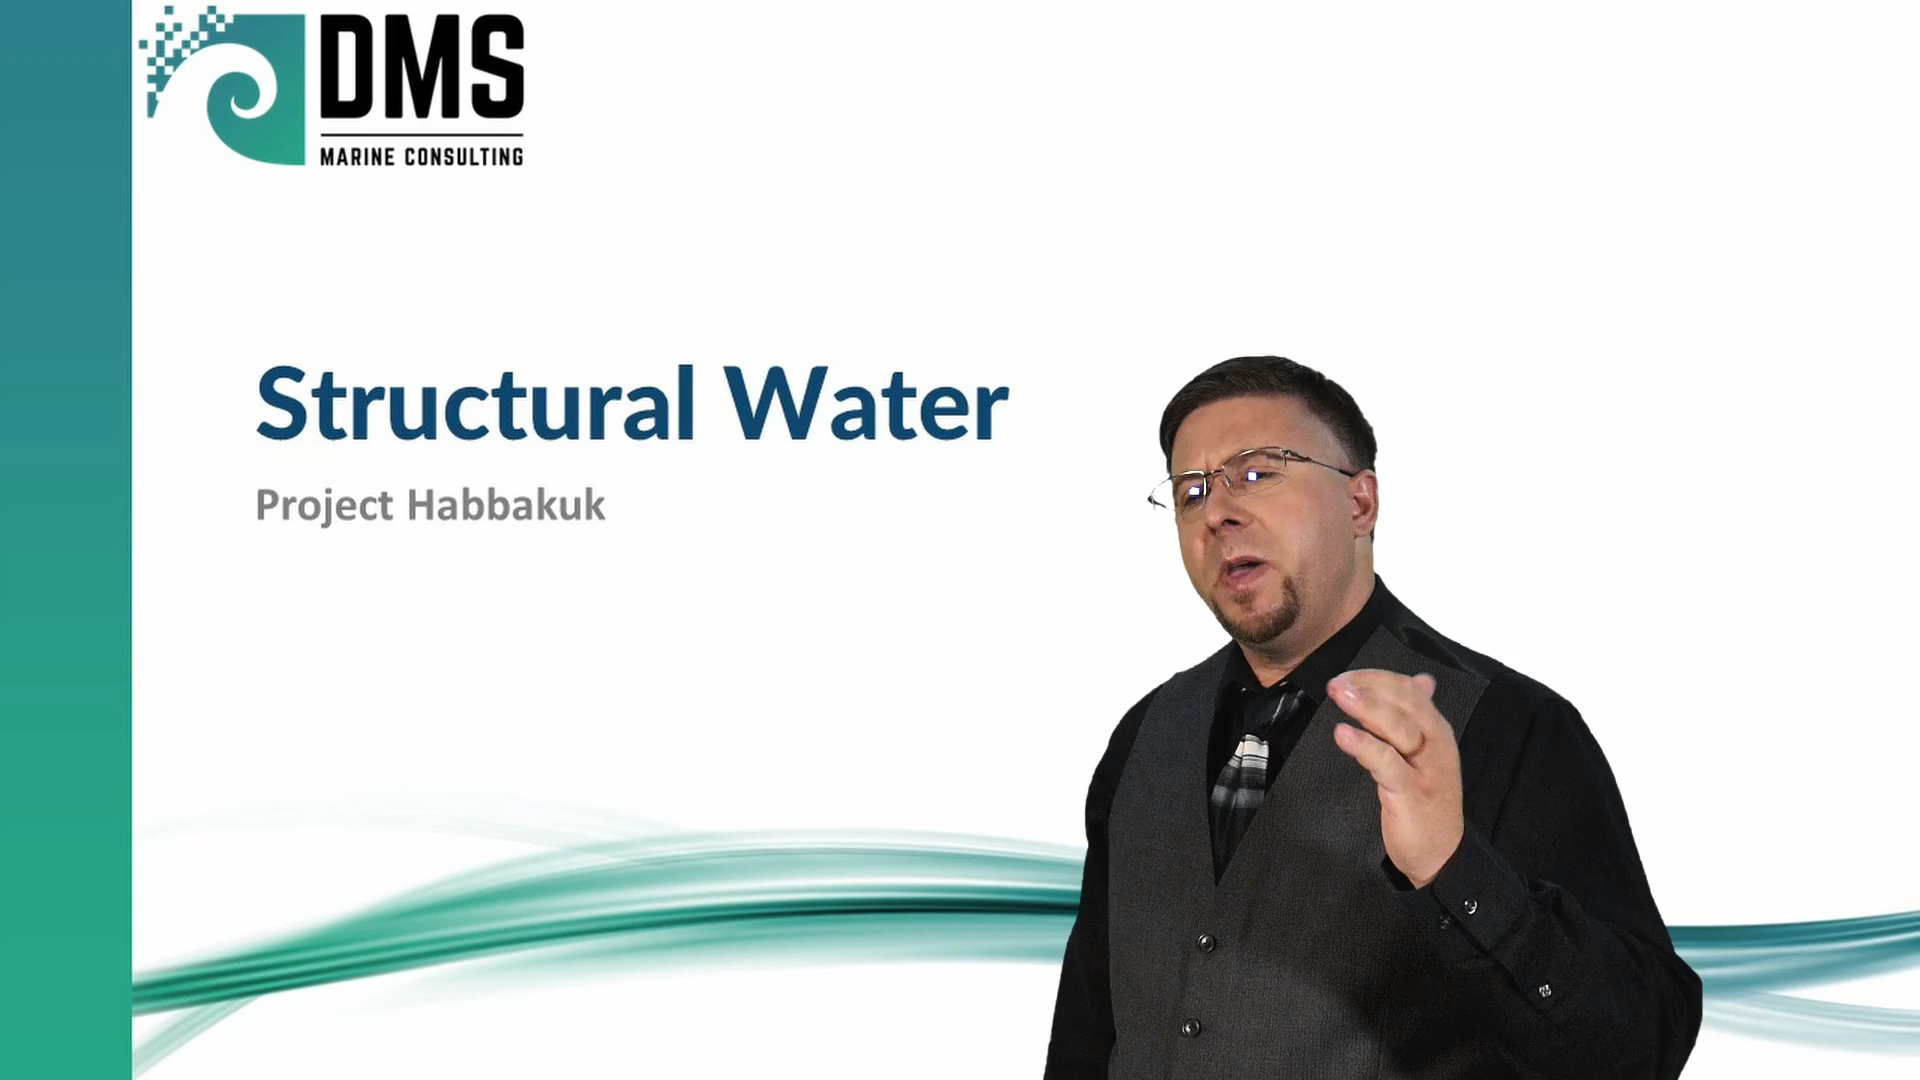 DMS
MARINE CONSULTING
Structural Water
Project Habbakuk